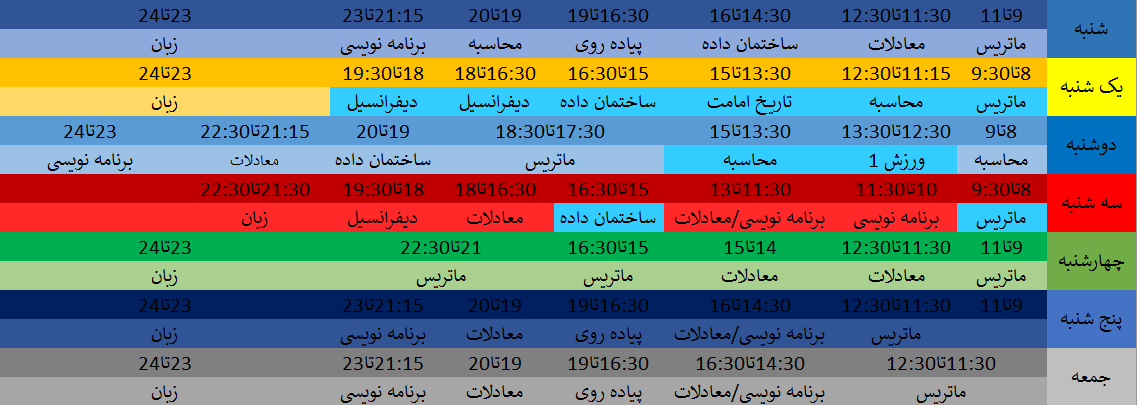 شنبه
9تا11 11:30تا12:30 14:30تا16 16:30تا19 19تا20 21:15تا23 23تا24
ماتریس معادلات ساختمان داده پیاده روی محاسبه برنامه نویسی زبان
یک شنبه
8تا9:30 11:15تا12:30 13:30تا15 15تا16:30 16:30تا18 18تا19:30 23تا24
ماتریس محاسبه تاریخ امامت ساختمان داده دیفرانسیل دیفرانسیل زبان
دوشنبه
8تا9 12:30تا13:30 13:30تا15 17:30تا18:30 19تا20 21:15تا22:30 23تا24
محاسبه ورزش 1 محاسبه ماتریس ساختمان داده معادلات برنامه نویسی
سه شنبه
8تا9:30 10تا11:30 11:30تا13 15تا16:30 16:30تا18 18تا19:30 21:30تا22:30
ماتریس برنامه نویسی برنامه نویسی/معادلات ساختمان داده معادلات دیفرانسیل زبان
چهارشنبه
9تا11 11:30تا12:30 14تا15 15تا16:30 21تا22:30 23تا24
ماتریس معادلات معادلات ماتریس ماتریس زبان
پنج شنبه
9تا11 11:30تا12:30 14:30تا16 16:30تا19 19تا20 21:15تا23 23تا24
ماتریس برنامه نویسی/معادلات پیاده روی معادلات برنامه نویسی زبان
جمعه
11:30تا12:30 14:30تا16:30 16:30تا19 19تا20 21:15تا23 23تا24
ماتریس برنامه نویسی/معادلات پیاده روی معادلات برنامه نویسی زبان